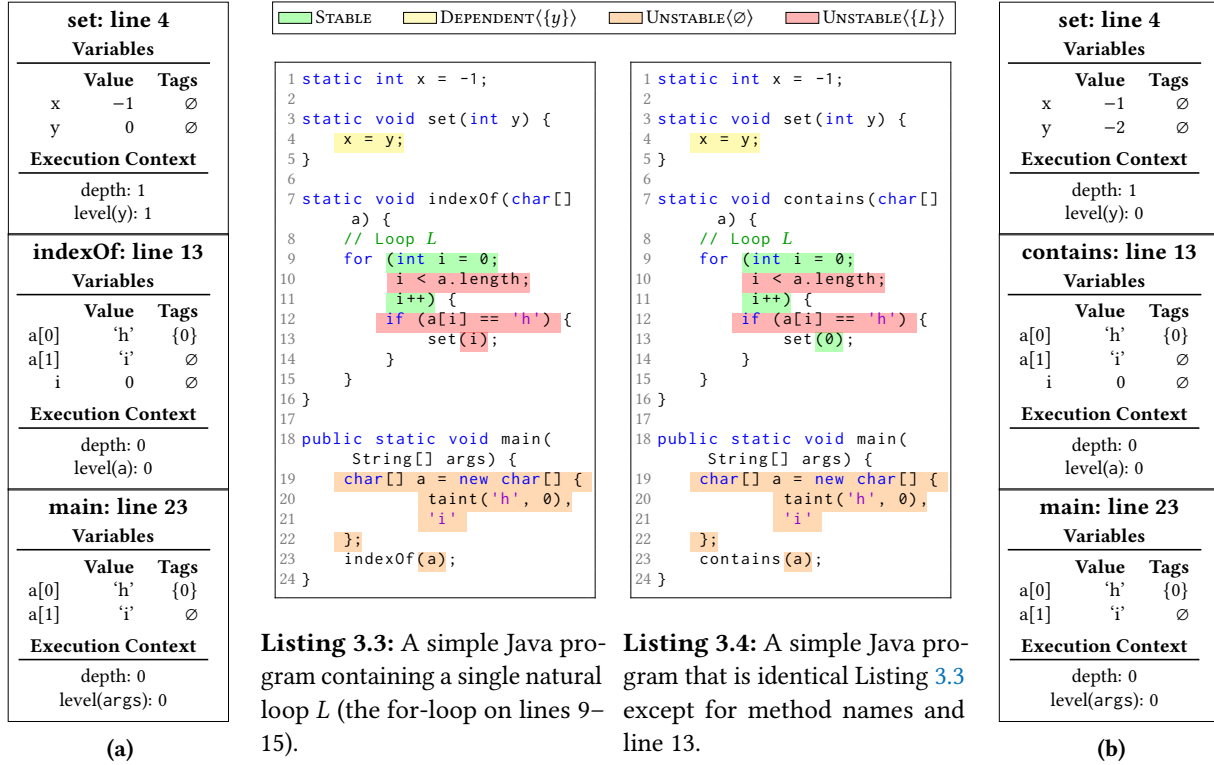 STABLE DEPENDENT⟨{y}⟩ UNSTABLE⟨∅⟩ UNSTABLE⟨{L}⟩
set: line 4
Variables
Value Tags
x −1 ∅
y 0 ∅
Execution Context
depth: 1
level(y): 1
indexOf: line 13
Variables
Value Tags
a[0] ‘h’ {0}
a[1] ‘i’ ∅
i 0 ∅
Execution Context
depth: 0
level(a): 0
main: line 23
Variables
Value Tags
a[0] ‘h’ {0}
a[1] ‘i’ ∅
Execution Context
depth: 0
level(args): 0
(a)
1 static int x = -1;
2
3 static void set(int y) {
4 x = y;
5 }
6
7 static void indexOf(char[]
a) {
8 // Loop L
9 for (int i = 0;
10 i < a.length;
11 i++) {
12 if (a[i] == 'h') {
13 set(i);
14 }
15 }
16 }
17
18 public static void main(
String[] args) {
19 char[] a = new char[] {
20 taint('h', 0),
21 'i'
22 };
23 indexOf(a);
24 }
Listing 3.3: A simple Java pro-
gram containing a single natural
loop L (the for-loop on lines 9–
15).
1 static int x = -1;
2
3 static void set(int y) {
4 x = y;
5 }
6
7 static void contains(char[]
a) {
8 // Loop L
9 for (int i = 0;
10 i < a.length;
11 i++) {
12 if (a[i] == 'h') {
13 set(0);
14 }
15 }
16 }
17
18 public static void main(
String[] args) {
19 char[] a = new char[] {
20 taint('h', 0),
21 'i'
22 };
23 contains(a);
24 }
Listing 3.4: A simple Java pro-
gram that is identical Listing 3.3
except for method names and
line 13.
set: line 4
Variables
Value Tags
x −1 ∅
y −2 ∅
Execution Context
depth: 1
level(y): 0
contains: line 13
Variables
Value Tags
a[0] ‘h’ {0}
a[1] ‘i’ ∅
i 0 ∅
Execution Context
depth: 0
level(a): 0
main: line 23
Variables
Value Tags
a[0] ‘h’ {0}
a[1] ‘i’ ∅
Execution Context
depth: 0
level(args): 0
(b)